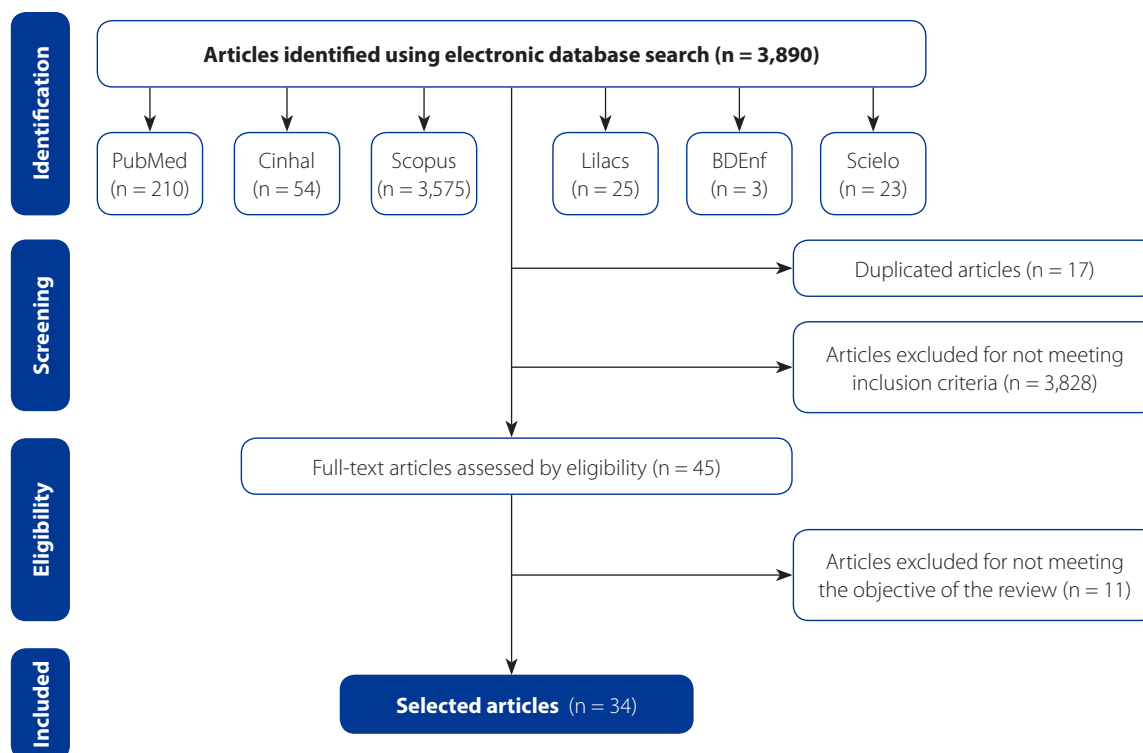 Identification
Articles identified using electronic database search (n = 3,890)
PubMed
(n = 210)
Cinhal
(n = 54)
Scopus
(n = 3,575)
Lilacs
(n = 25)
BDEnf
(n = 3)
Scielo
(n = 23)
Screening
Duplicated articles (n = 17)
Articles excluded for not meeting
inclusion criteria (n = 3,828)
Eligibility
Full-text articles assessed by eligibility (n = 45)
Articles excluded for not meeting
the objective of the review (n = 11)
Included
Selected articles (n = 34)